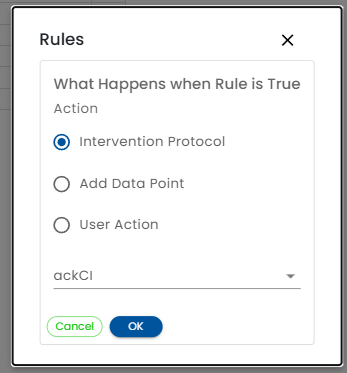 Rules
What Happens when Rule is True
Action
Intervention Protocol
Add Data Point
User Action
ackCI
Cancel
OK